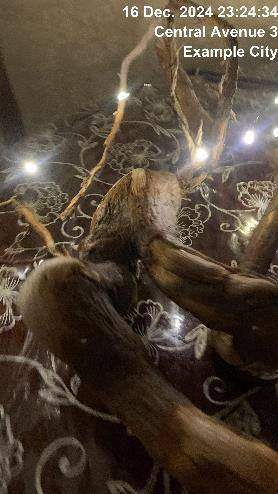 16 Dec. 2024 23:24:34
Central Avenue 3
Example City